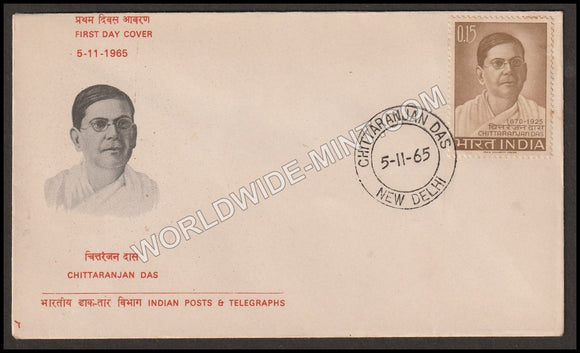 प्रथम दिवस आवरण
FIRST DAY COVER
5-11-1965
0.15
1870-1925
चित्तरंजन दास
CHITTARANJAN DAS
भारत INDIA
CHITTARANJAN DAS
5-11-65
NEW DELHI
WORLDWIDE-MINT.COM
चित्तरंजन दास
CHITTARANJAN DAS
भारतीय डाक-तार विभाग INDIAN POSTS & TELEGRAPHS